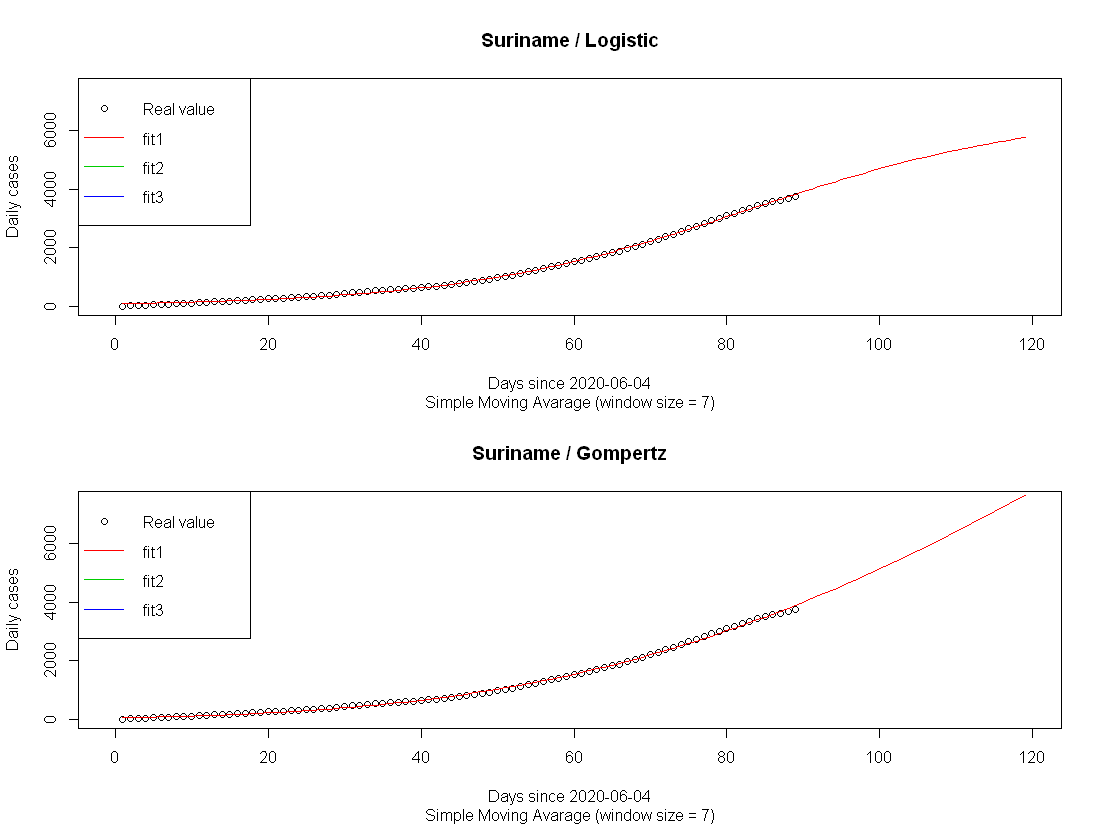 Suriname / Logistic
Real value
fit1
fit2
fit3
Daily cases
6000
4000
2000
0
0 20 40 60 80 100 120
Days since 2020-06-04
Simple Moving Avarage (window size = 7)
Suriname / Gompertz
Real value
fit1
fit2
fit3
Daily cases
6000
4000
2000
0
0 20 40 60 80 100 120
Days since 2020-06-04
Simple Moving Avarage (window size = 7)